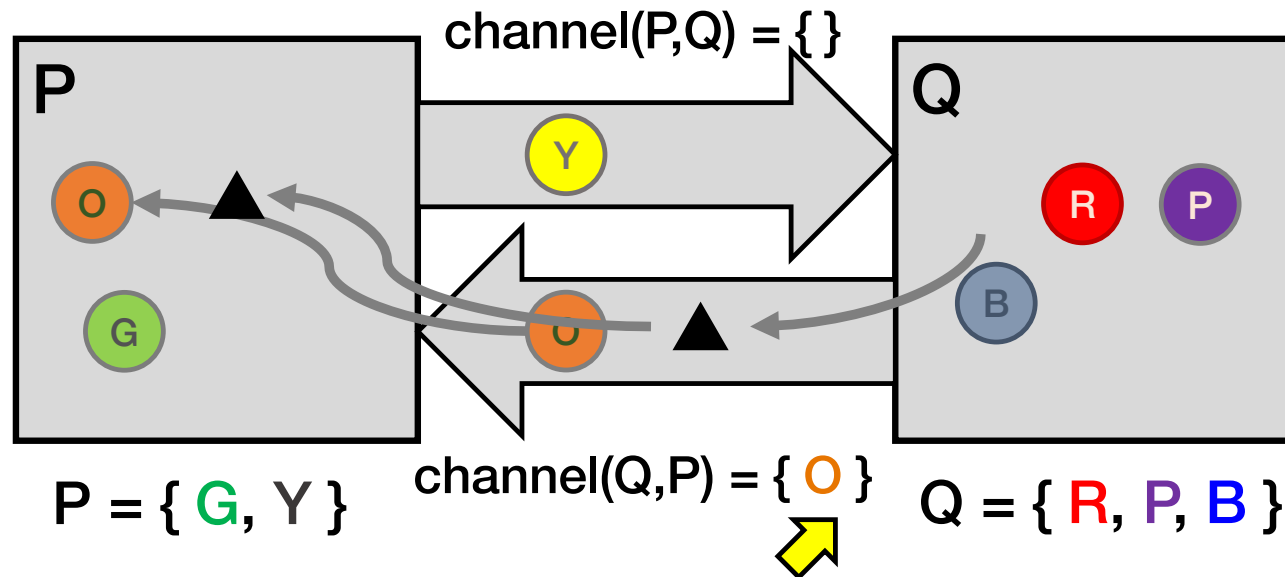 channel(P,Q) = { }
P
Q
Y
O
R
P
G
O
B
channel(Q,P) = { O }
P = { G, Y }
Q = { R, P, B }